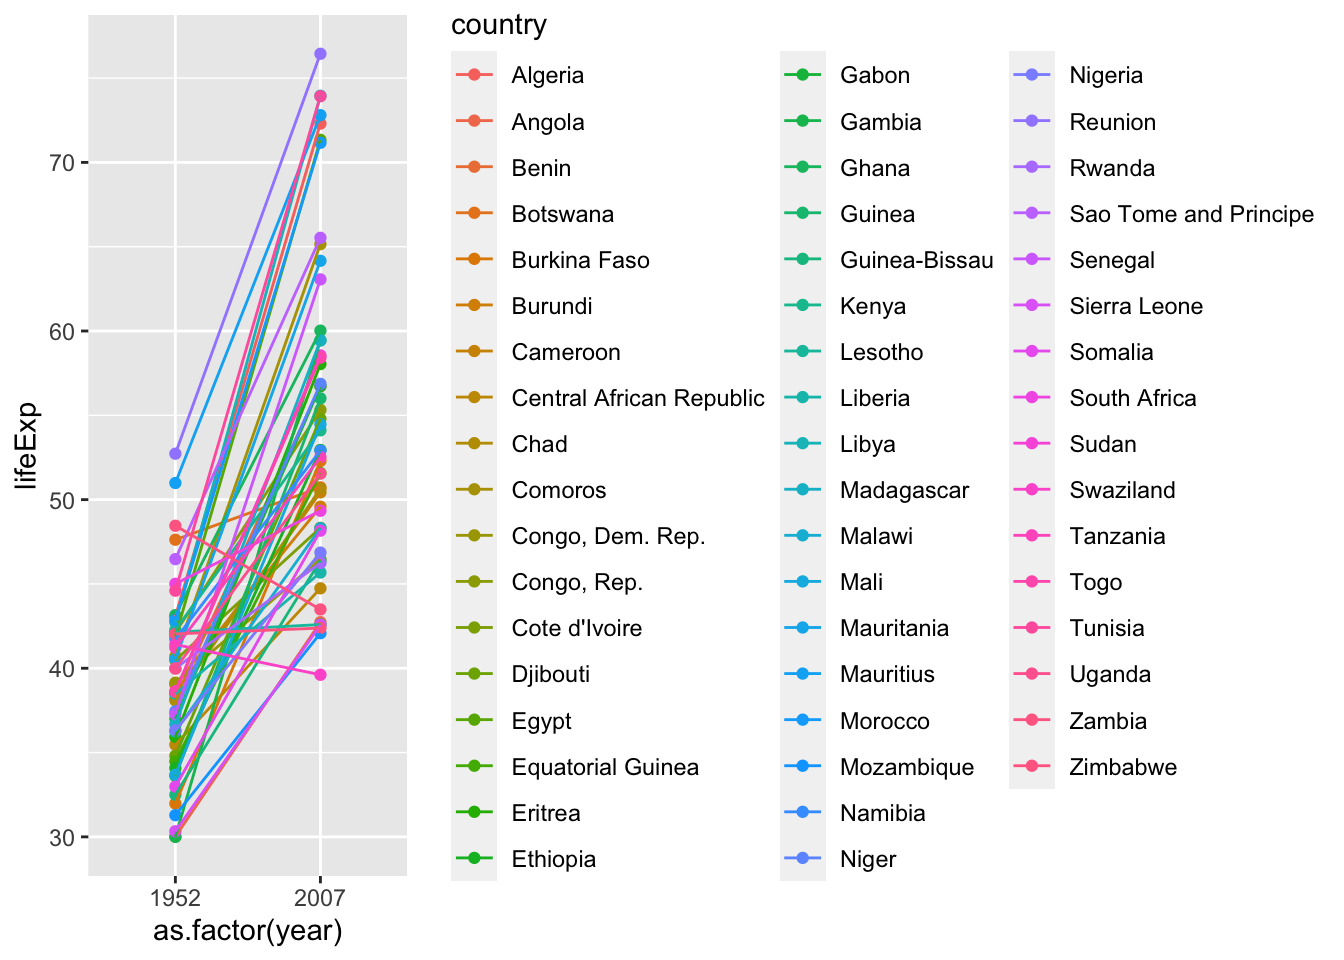 country
Algeria
Angola
Benin
Botswana
Burkina Faso
Burundi
Cameroon
Central African Republic
Chad
Comoros
Congo, Dem. Rep.
Congo, Rep.
Cote d'Ivoire
Djibouti
Egypt
Equatorial Guinea
Eritrea
Ethiopia
Gabon
Gambia
Ghana
Guinea
Guinea-Bissau
Kenya
Lesotho
Liberia
Libya
Madagascar
Malawi
Mali
Mauritania
Mauritius
Morocco
Mozambique
Namibia
Niger
Nigeria
Reunion
Rwanda
Sao Tome and Principe
Senegal
Sierra Leone
Somalia
South Africa
Sudan
Swaziland
Tanzania
Togo
Tunisia
Uganda
Zambia
Zimbabwe
lifeExp
70
60
50
40
30
1952
2007
as.factor(year)